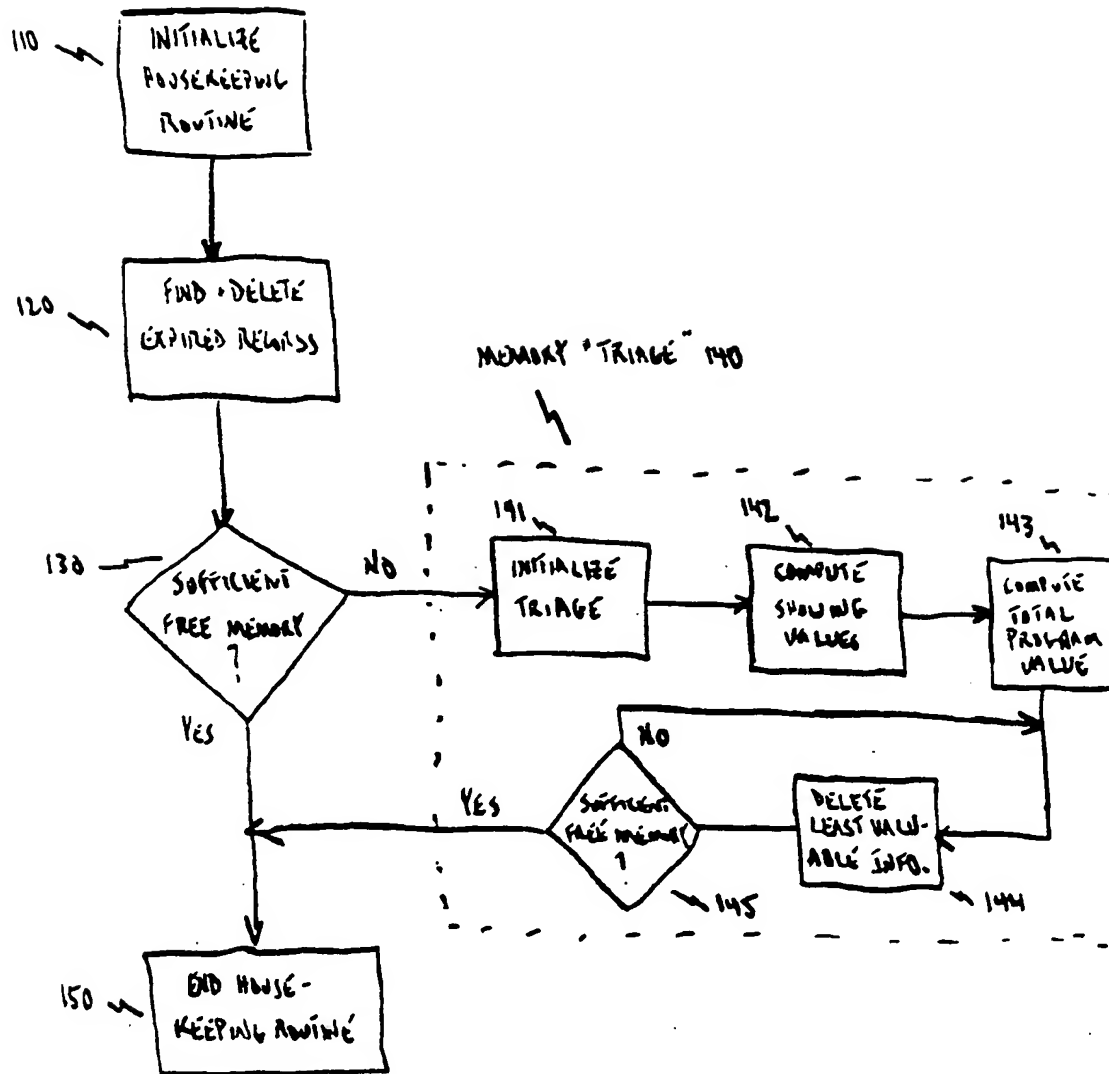 110
INITIALIZE
HOUSEKEEPING
ROUTINE
120
FIND + DELETE
EXPIRED RECORDS
MEMORY "TRIAGE" 140
130
SUFFICIENT
FREE MEMORY
?
NO
YES
141
INITIALIZE
TRIAGE
142
COMPUTE
SHOWING
VALUES
143
COMPUTE
TOTAL
PROGRAM
VALUE
NO
YES
SUFFICIENT
FREE MEMORY
?
145
DELETE
LEAST VALU-
ABLE INFO.
144
150
END HOUSE-
KEEPING ROUTINE